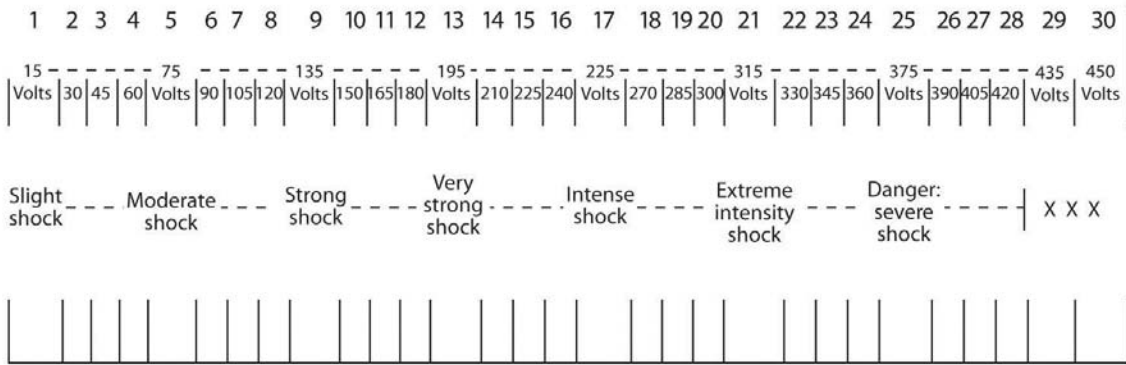 1 2 3 4 5 6 7 8 9 10 11 12 13 14 15 16 17 18 19 20 21 22 23 24 25 26 27 28 29 30
15 75 135 195 225 315 375 435 450
Volts 30 45 60 Volts 90 105 120 Volts 150 165 180 Volts 210 225 240 Volts 270 285 300 Volts 330 345 360 Volts 390 405 420 Volts Volts
Slight shock
Moderate shock
Strong shock
Very strong shock
Intense shock
Extreme intensity shock
Danger: severe shock
X X X